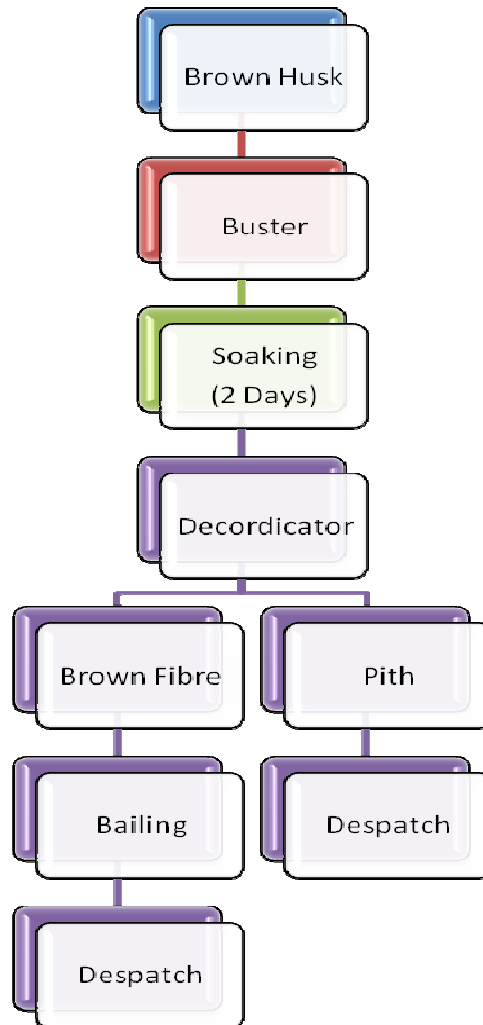 Brown Husk
Buster
Soaking
(2 Days)
Decordicator
Brown Fibre
Pith
Bailing
Despatch
Despatch